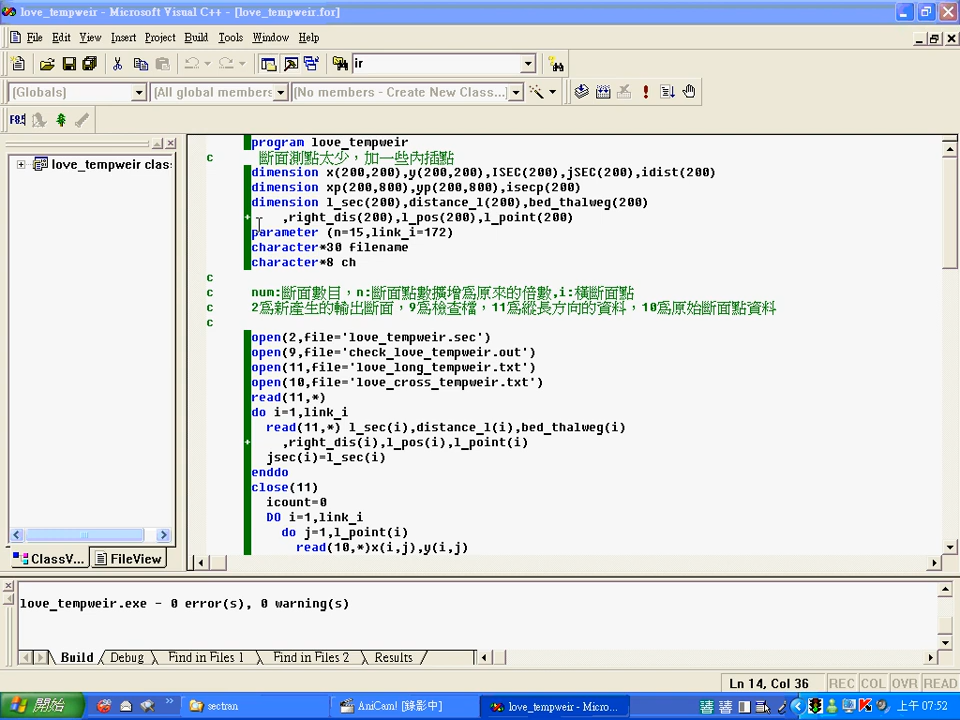 love_tempweir - Microsoft Visual C++ - [love_tempweir.for]
File Edit View Insert Project Build Tools Window Help
ir
(Globals) (All global members (No members - Create New Class...
F85
love_tempweir class
program love_tempweir
c 斷面測點太少，加一些內插點
dimension x(200,200),y(200,200),ISEC(200),jSEC(200),idist(200)
dimension xp(200,800),yp(200,800),isecp(200)
dimension l_sec(200),distance_l(200),bed_thalweg(200)
+ ,right_dis(200),l_pos(200),l_point(200)
parameter (n=15,link_i=172)
character*30 filename
character*8 ch
c
c num:斷面數目，n:斷面點數擴增為原來的倍數,i:橫斷面點
c 2為新產生的輸出斷面，9為檢查檔，11為縱長方向的資料，10為原始斷面點資料
c
open(2,file='love_tempweir.sec')
open(9,file='check_love_tempweir.out')
open(11,file='love_long_tempweir.txt')
open(10,file='love_cross_tempweir.txt')
read(11,*)
do i=1,link_i
read(11,*) l_sec(i),distance_l(i),bed_thalweg(i)
+ ,right_dis(i),l_pos(i),l_point(i)
jsec(i)=l_sec(i)
enddo
close(11)
icount=0
DO i=1,link_i
do j=1,l_point(i)
read(10,*)x(i,j),y(i,j)
ClassV... FileView
love_tempweir.exe - 0 error(s), 0 warning(s)
Build Debug Find in Files 1 Find in Files 2 Results
Ln 14, Col 36 REC COL OVR READ
開始 sectran AniCam! [錄影中] love_tempweir - Micro... 上午 07:52